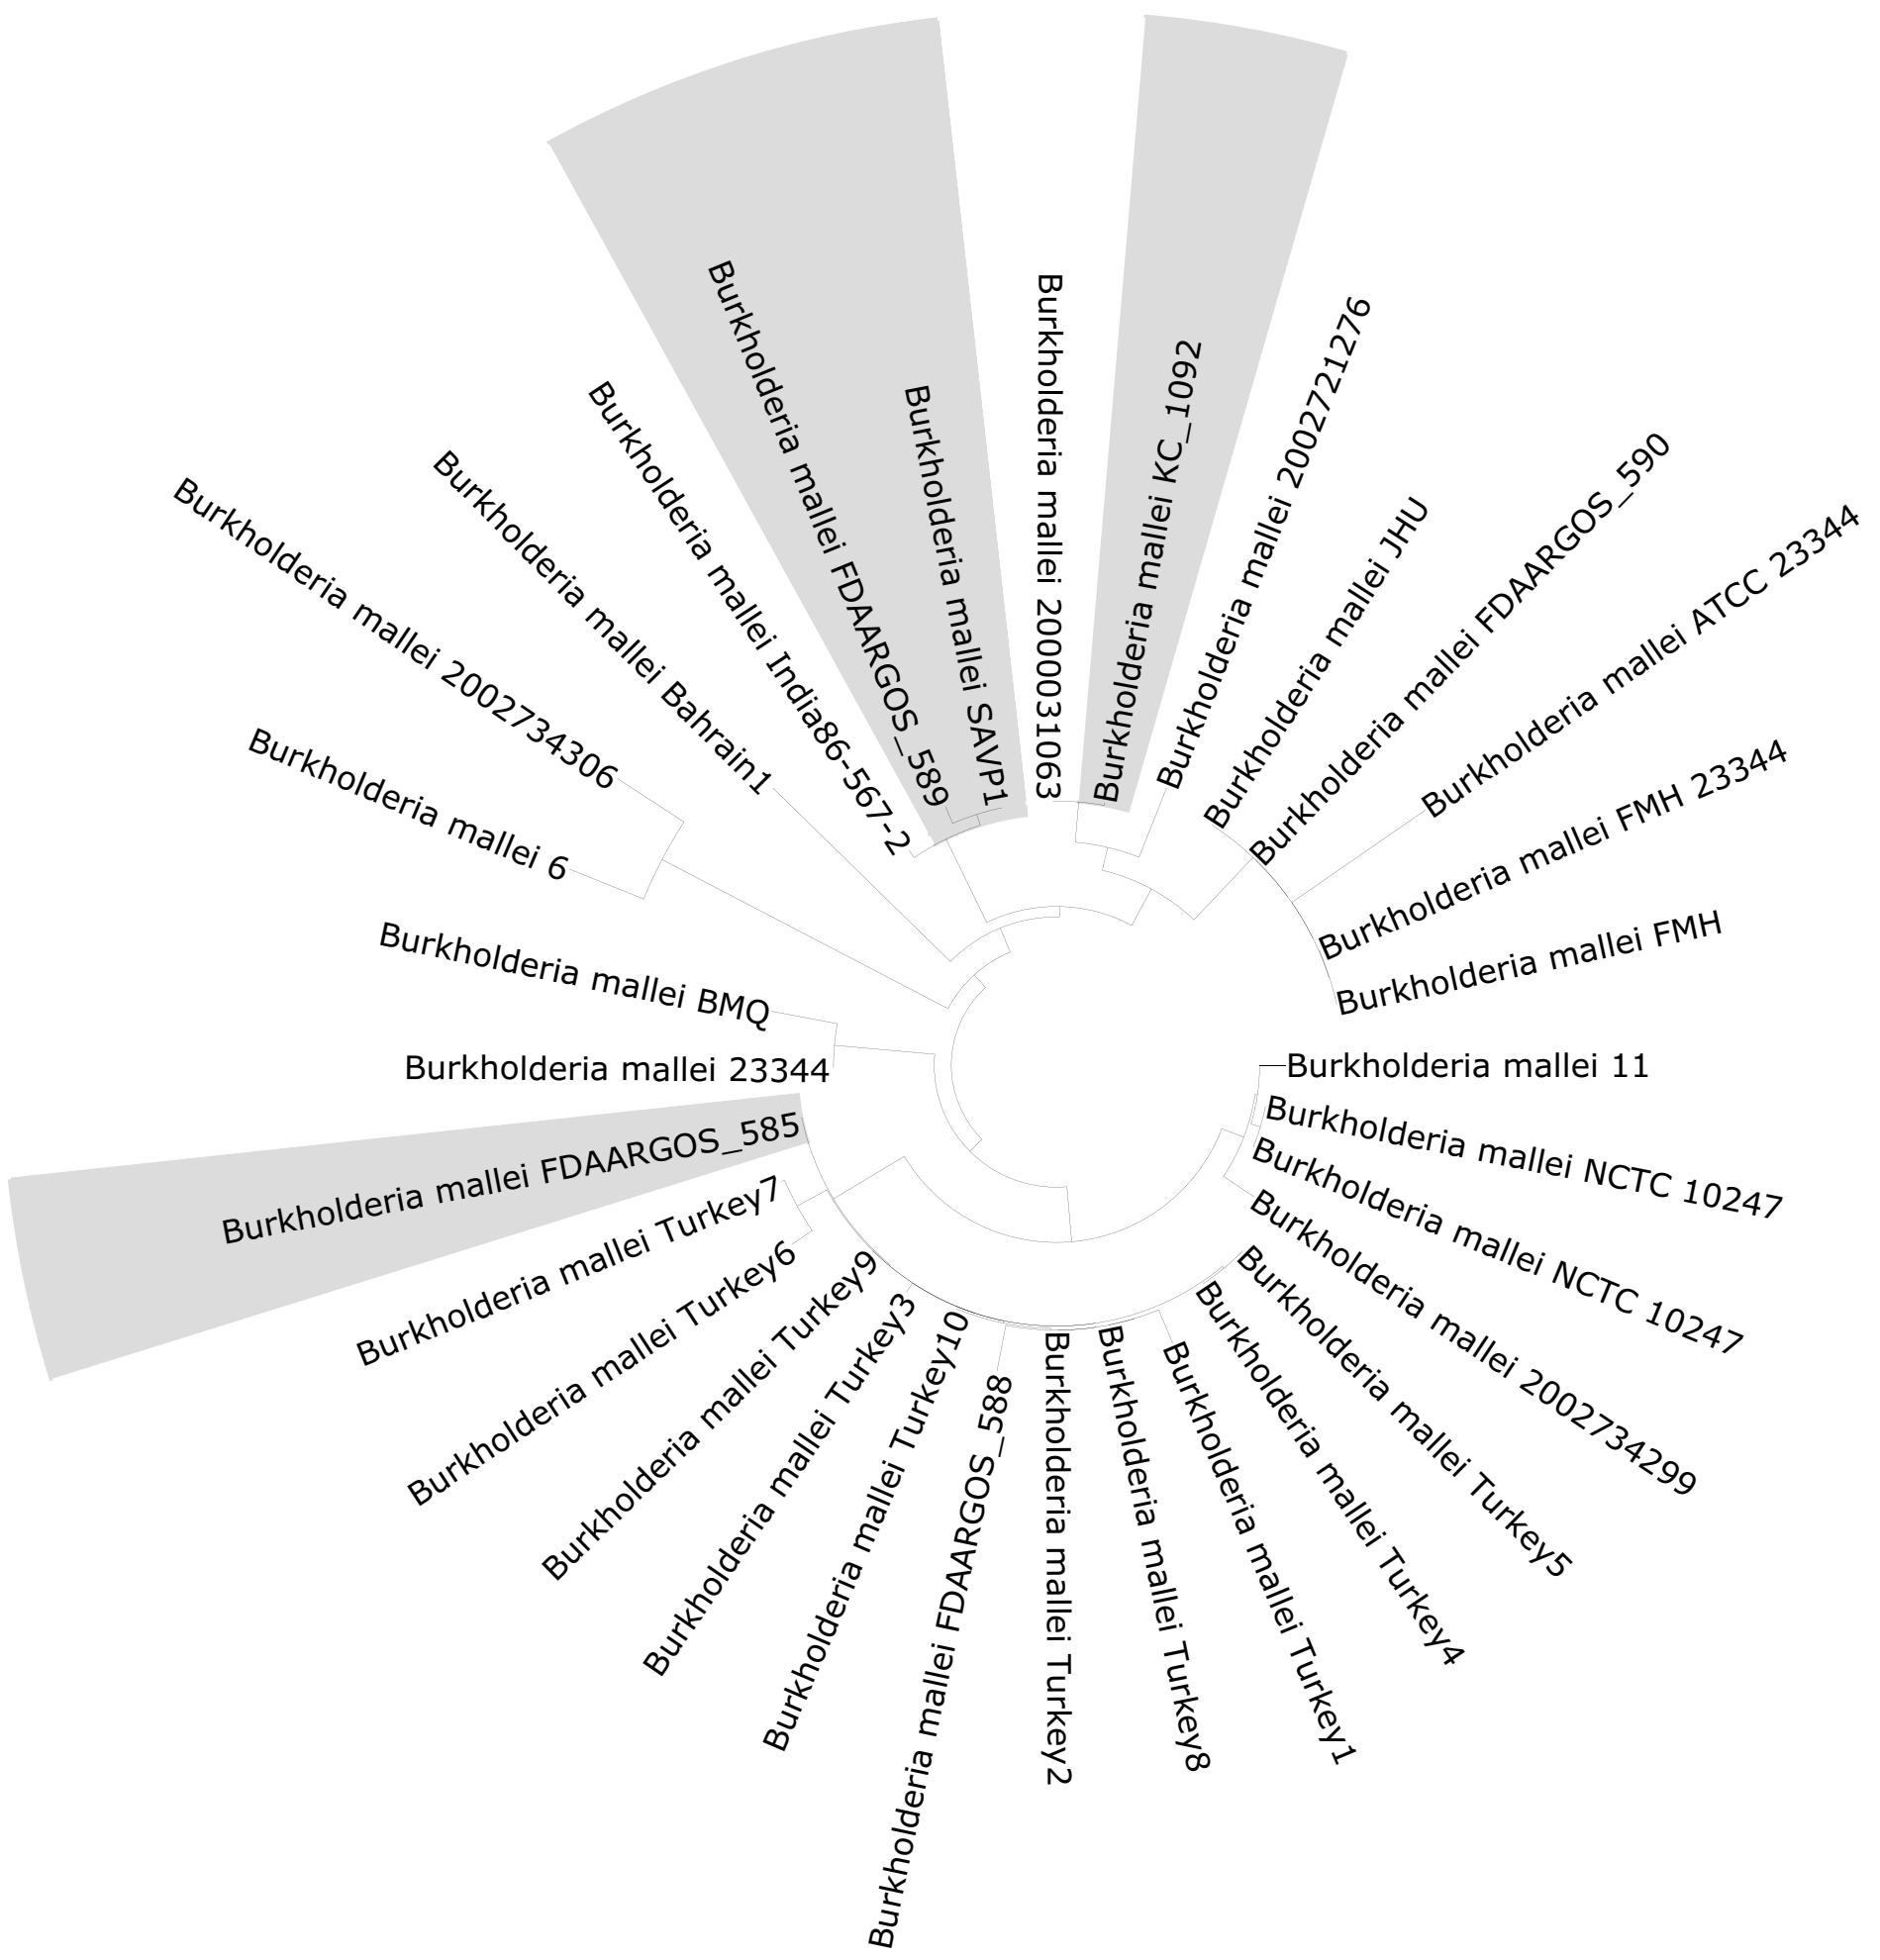 Burkholderia mallei 2000031063
Burkholderia mallei KC_1092
Burkholderia mallei 2002721276
Burkholderia mallei JHU
Burkholderia mallei FDAARGOS_590
Burkholderia mallei ATCC 23344
Burkholderia mallei FMH 23344
Burkholderia mallei FMH
Burkholderia mallei 11
Burkholderia mallei NCTC 10247
Burkholderia mallei NCTC 10247
Burkholderia mallei 2002734299
Burkholderia mallei Turkey5
Burkholderia mallei Turkey4
Burkholderia mallei Turkey1
Burkholderia mallei Turkey8
Burkholderia mallei Turkey2
Burkholderia mallei FDAARGOS_588
Burkholderia mallei Turkey10
Burkholderia mallei Turkey3
Burkholderia mallei Turkey9
Burkholderia mallei Turkey6
Burkholderia mallei Turkey7
Burkholderia mallei FDAARGOS_585
Burkholderia mallei 23344
Burkholderia mallei BMQ
Burkholderia mallei 6
Burkholderia mallei 2002734306
Burkholderia mallei Bahrain1
Burkholderia mallei India86-567-2
Burkholderia mallei FDAARGOS_589
Burkholderia mallei SAVP1